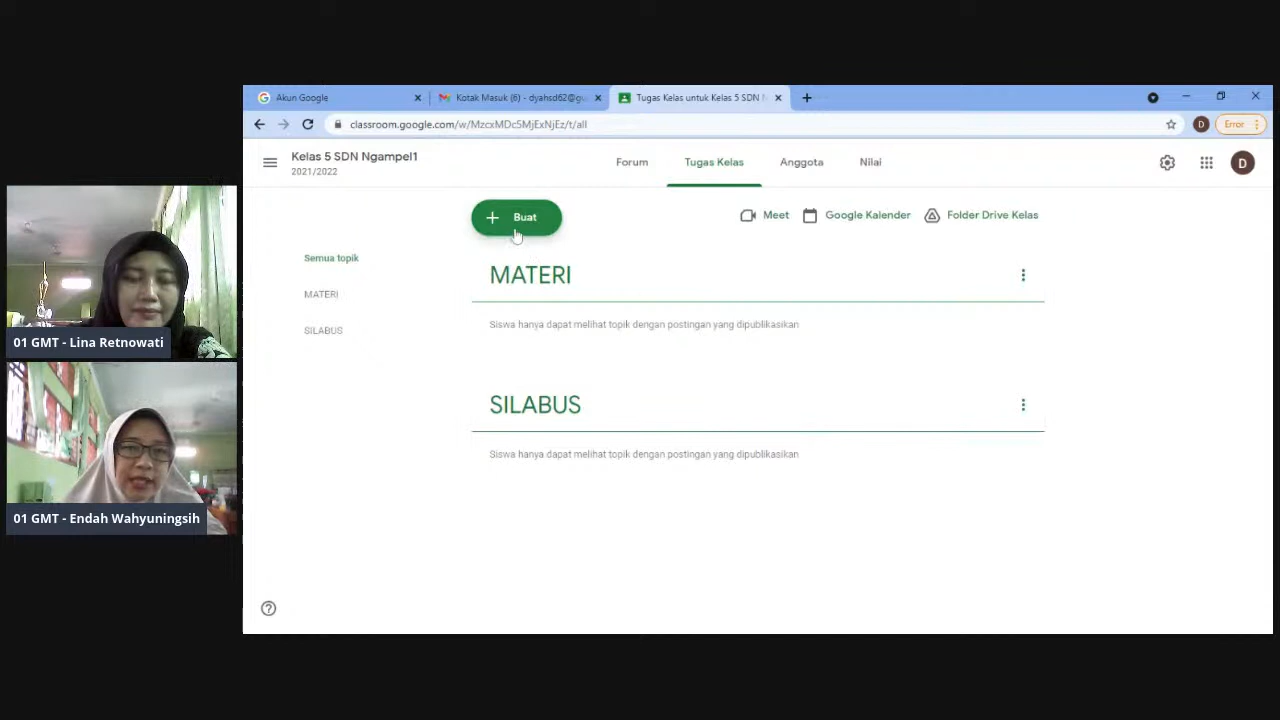 Akun Google
Kotak Masuk (6) - dyahsd62@gu
Tugas Kelas untuk Kelas 5 SDN N
classroom.google.com/w/MzcxMDc5MjExNjEz/t/all
D
Error
Kelas 5 SDN Ngampel1
2021/2022
Forum
Tugas Kelas
Anggota
Nilai
D
Buat
Meet
Google Kalender
Folder Drive Kelas
Semua topik
MATERI
SILABUS
MATERI
Siswa hanya dapat melihat topik dengan postingan yang dipublikasikan
SILABUS
Siswa hanya dapat melihat topik dengan postingan yang dipublikasikan
01 GMT - Lina Retnowati
01 GMT - Endah Wahyuningsih